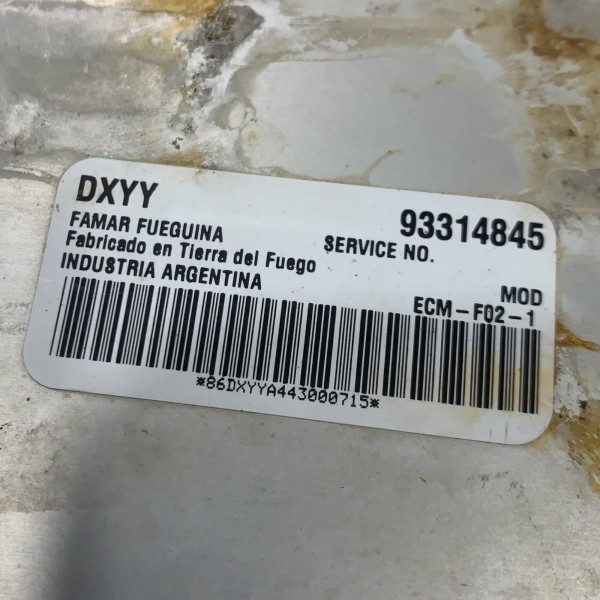 DXYY 93314845
FAMAR FUEGUINA SERVICE NO.
Fabricado en Tierra del Fuego
INDUSTRIA ARGENTINA MOD
ECM-F02-1
*86DXYYA443000715*